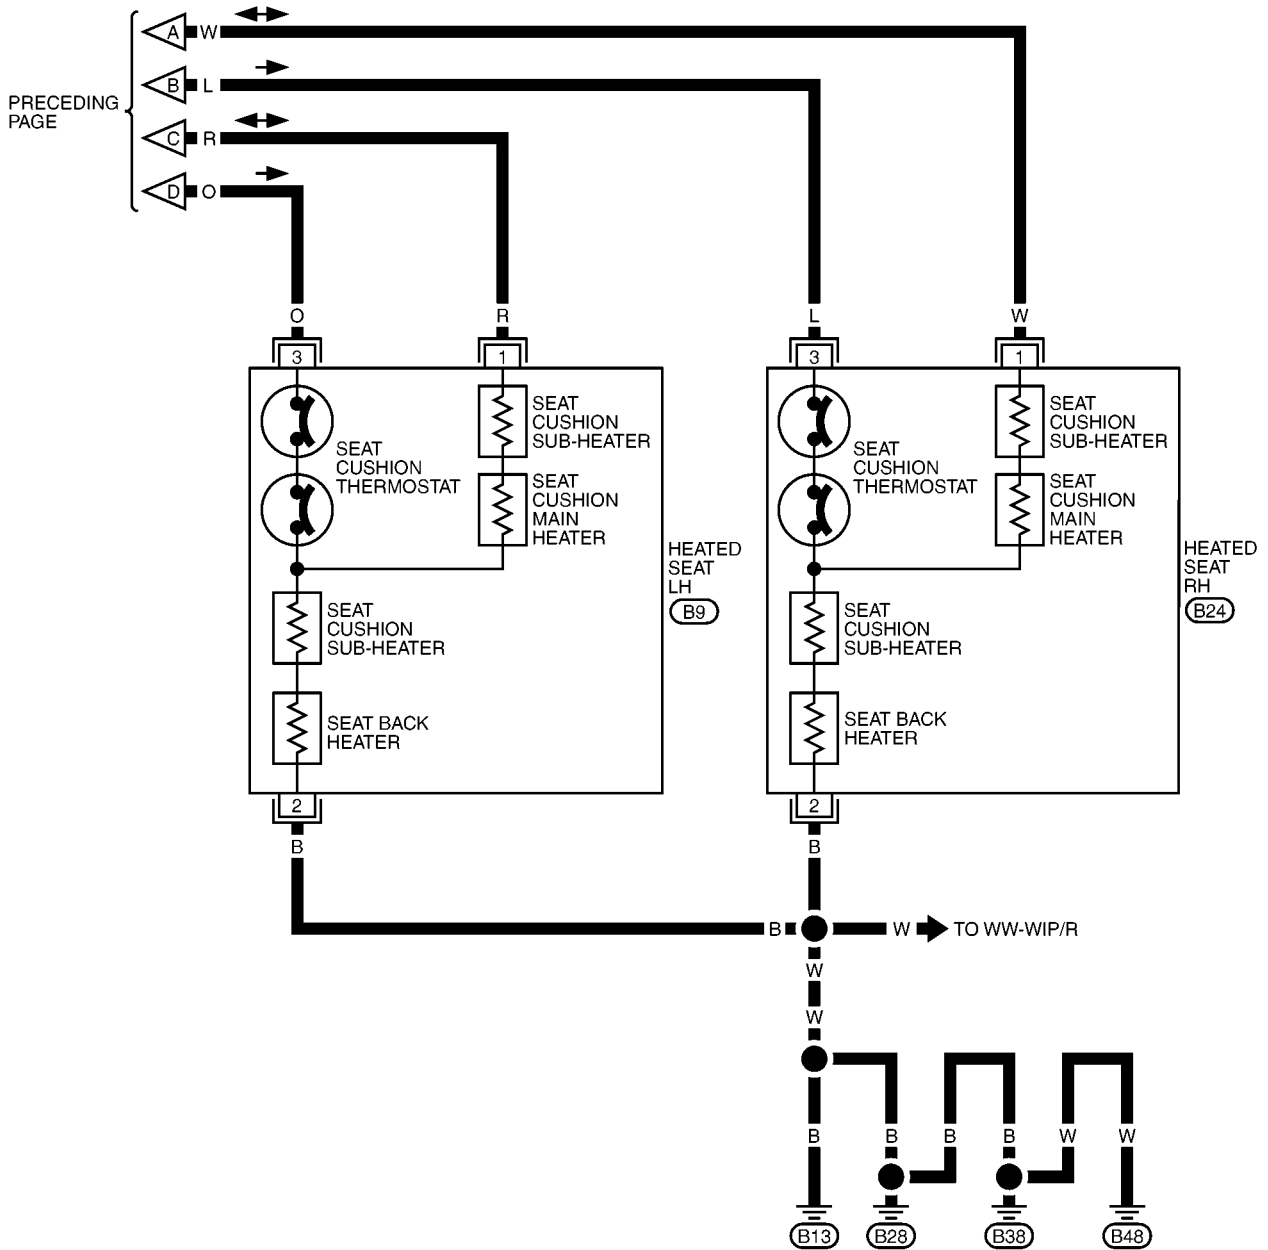 A W
B L
PRECEDING
PAGE
C R
D O
O R L W
3 1 3 1
SEAT
CUSHION
SUB-HEATER
SEAT
CUSHION
THERMOSTAT
SEAT
CUSHION
MAIN
HEATER
HEATED
SEAT
LH
B9
SEAT
CUSHION
SUB-HEATER
SEAT BACK
HEATER
SEAT
CUSHION
SUB-HEATER
SEAT
CUSHION
THERMOSTAT
SEAT
CUSHION
MAIN
HEATER
HEATED
SEAT
RH
B24
SEAT
CUSHION
SUB-HEATER
SEAT BACK
HEATER
2 2
B B
B W TO WW-WIP/R
W
W
B B B B W W
B13 B28 B38 B48